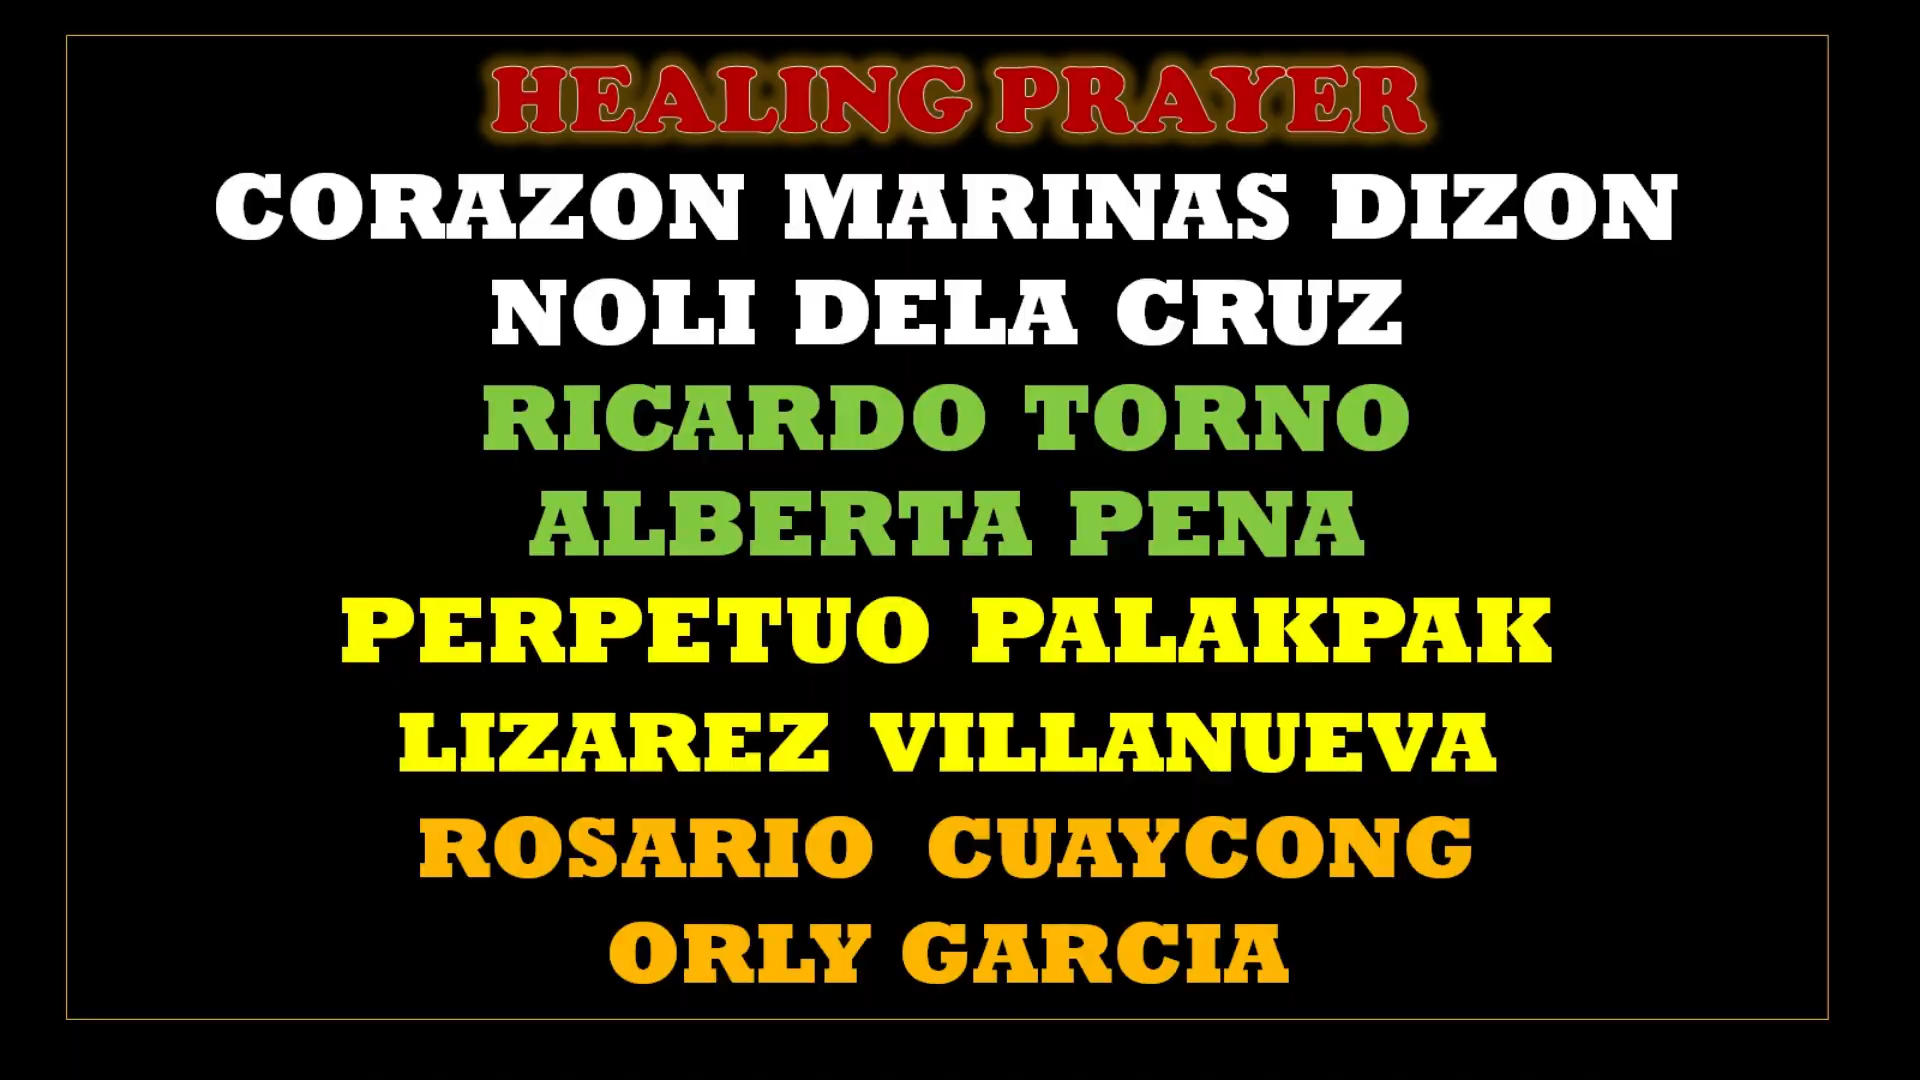 HEALING PRAYER
CORAZON MARINAS DIZON
NOLI DELA CRUZ
RICARDO TORNO
ALBERTA PENA
PERPETUO PALAKPAK
LIZAREZ VILLANUEVA
ROSARIO CUAYCONG
ORLY GARCIA